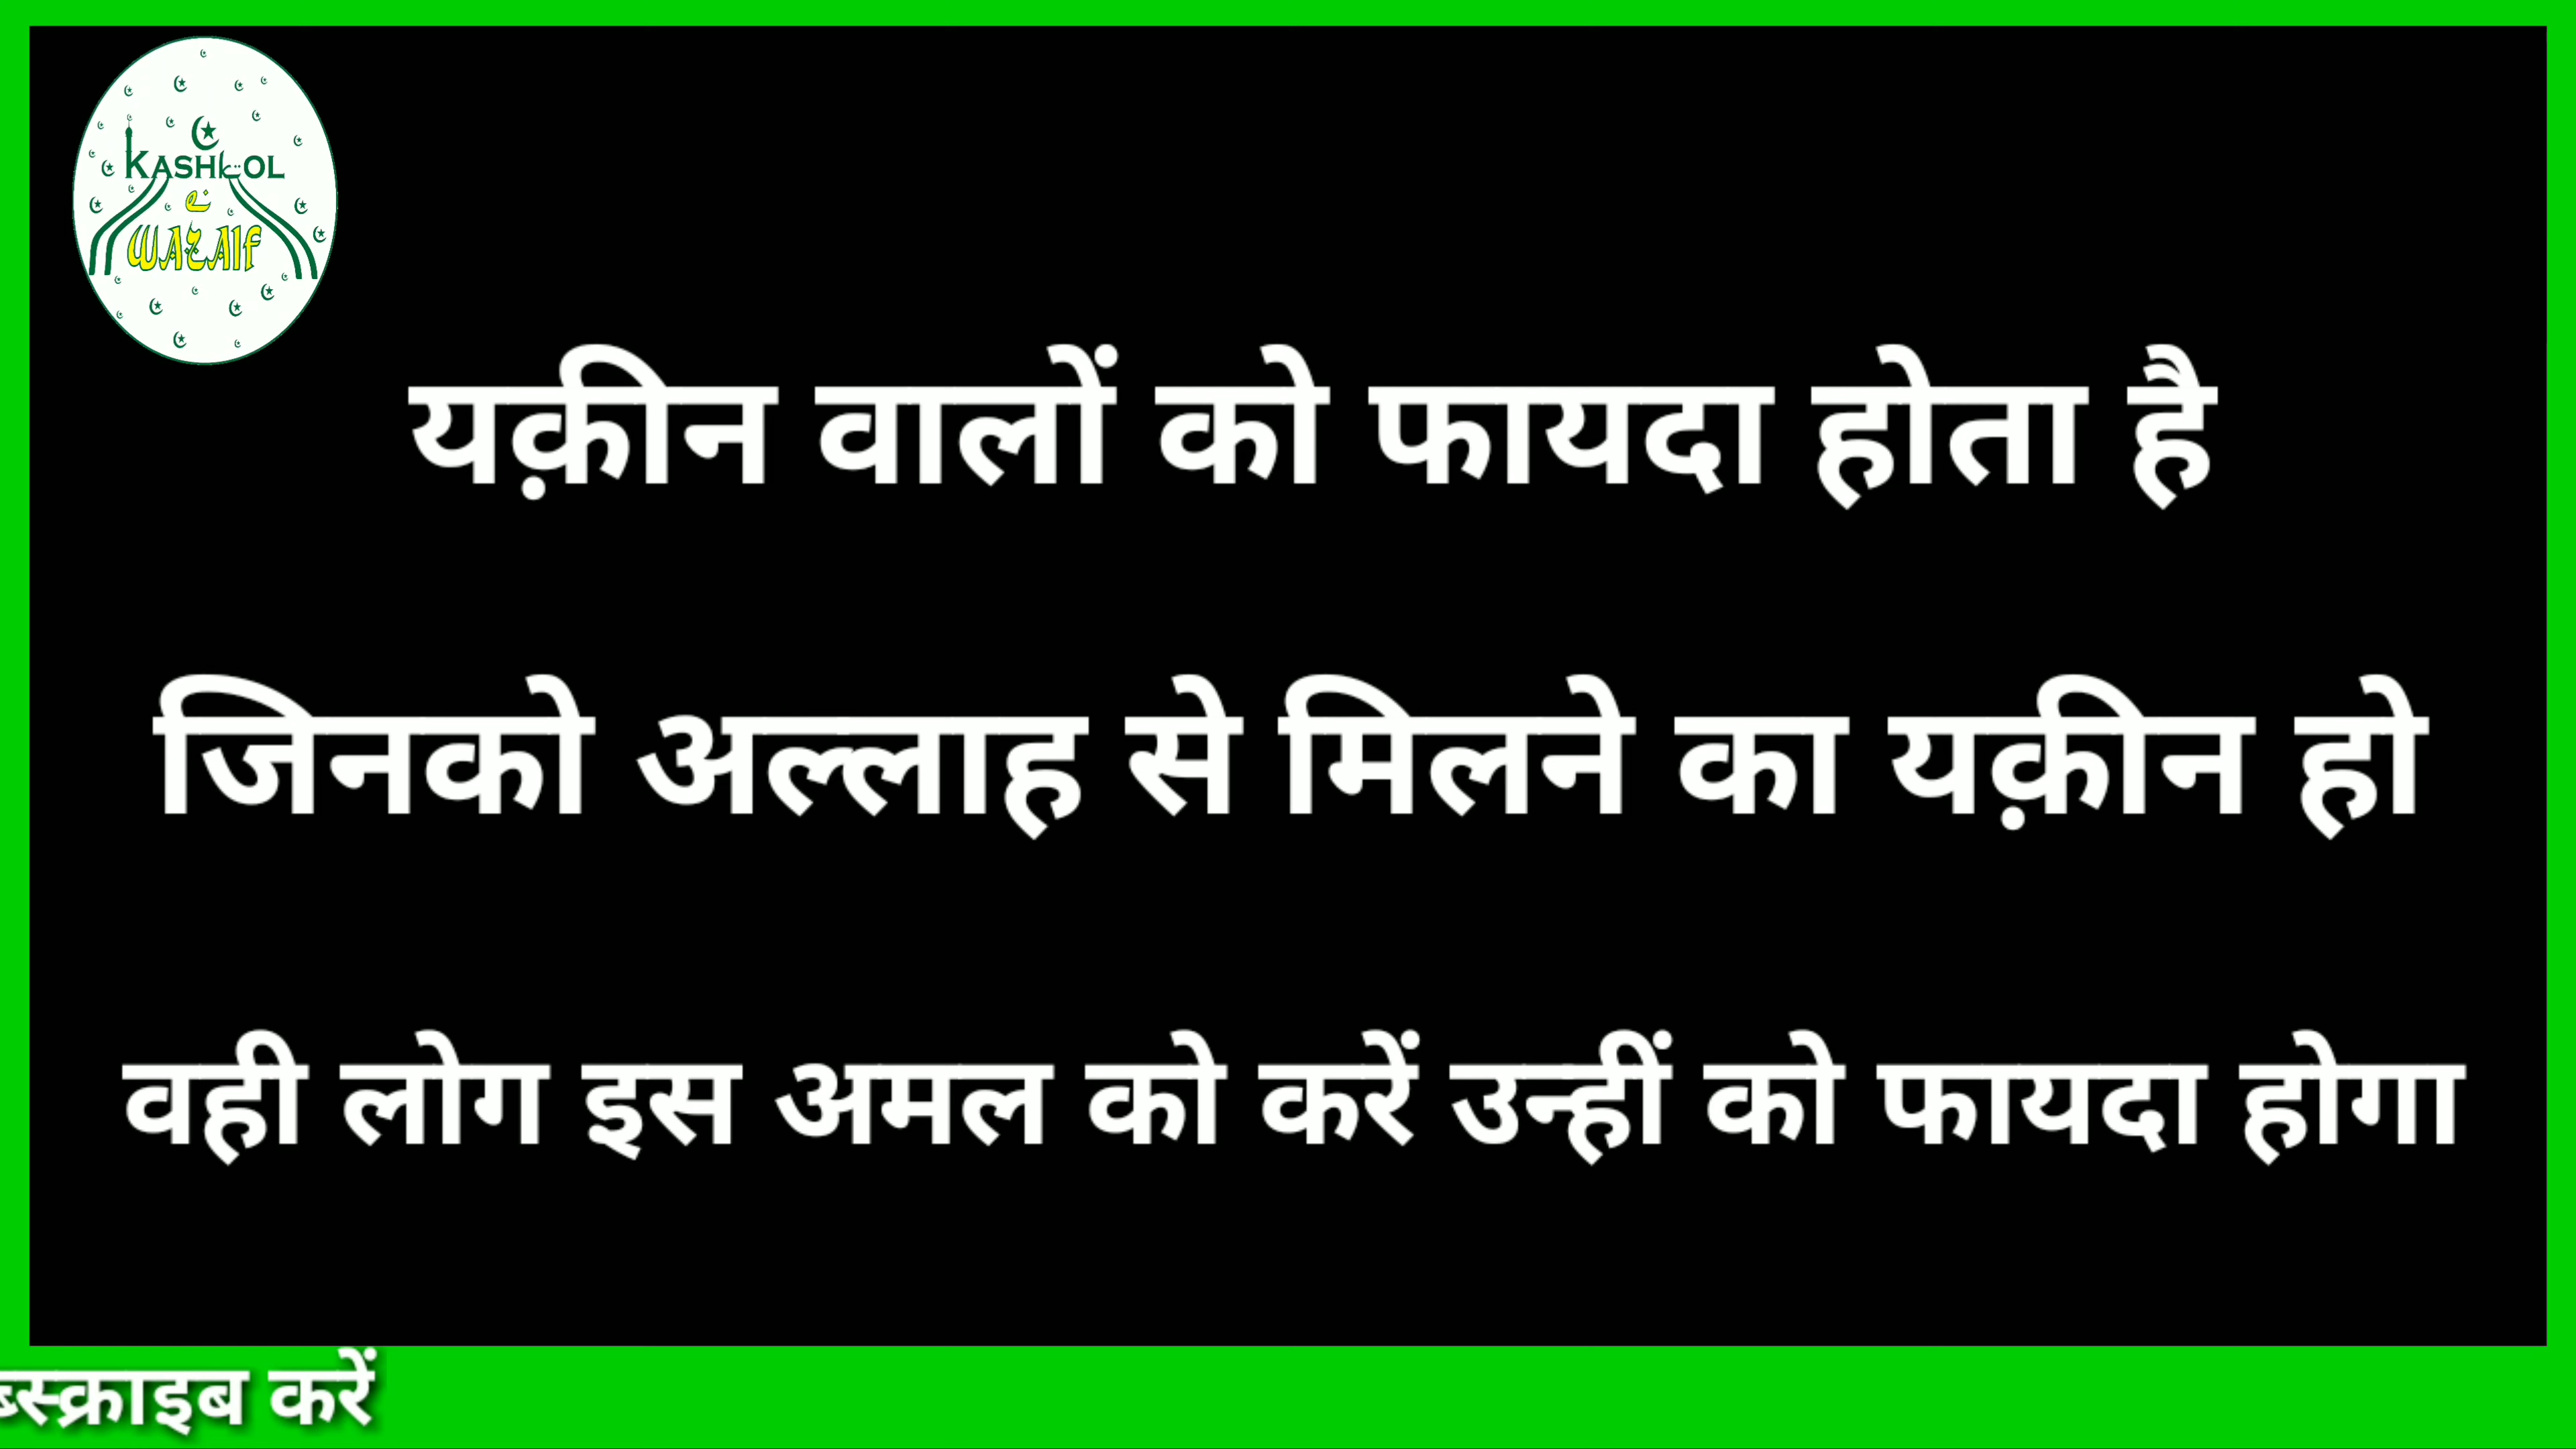 KASHKOL
e
WAZAIF
यक़ीन वालों को फायदा होता है
जिनको अल्लाह से मिलने का यक़ीन हो
वही लोग इस अमल को करें उन्हीं को फायदा होगा
ब्स्क्राइब करें